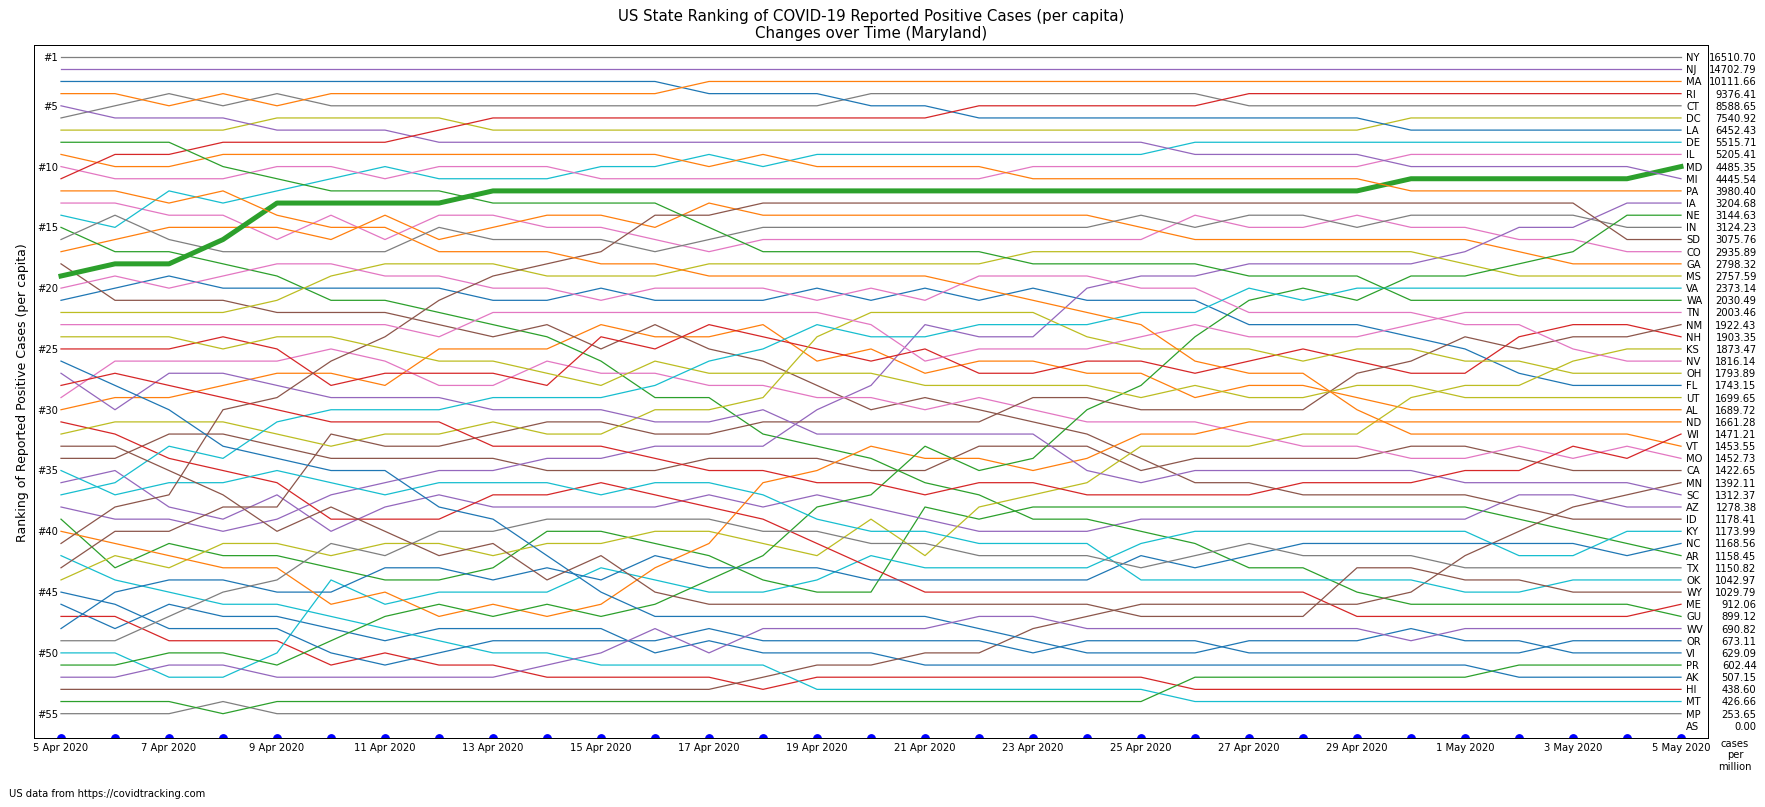 US State Ranking of COVID-19 Reported Positive Cases (per capita)
Changes over Time (Maryland)
Ranking of Reported Positive Cases (per capita)
#1
#5
#10
#15
#20
#25
#30
#35
#40
#45
#50
#55
NY 16510.70
NJ 14702.79
MA 10111.66
RI 9376.41
CT 8588.65
DC 7540.92
LA 6452.43
DE 5515.71
IL 5205.41
MD 4485.35
MI 4445.54
PA 3980.40
IA 3204.68
NE 3144.63
IN 3124.23
SD 3075.76
CO 2935.89
GA 2798.32
MS 2757.59
VA 2373.14
WA 2030.49
TN 2003.46
NM 1922.43
NH 1903.35
KS 1873.47
NV 1816.14
OH 1793.89
FL 1743.15
UT 1699.65
AL 1689.72
ND 1661.28
WI 1471.21
VT 1453.55
MO 1452.73
CA 1422.65
MN 1392.11
SC 1312.37
AZ 1278.38
ID 1178.41
KY 1173.99
NC 1168.56
AR 1158.45
TX 1150.82
OK 1042.97
WY 1029.79
ME 912.06
GU 899.12
WV 690.82
OR 673.11
VI 629.09
PR 602.44
AK 507.15
HI 438.60
MT 426.66
MP 253.65
AS 0.00
5 Apr 2020 7 Apr 2020 9 Apr 2020 11 Apr 2020 13 Apr 2020 15 Apr 2020 17 Apr 2020 19 Apr 2020 21 Apr 2020 23 Apr 2020 25 Apr 2020 27 Apr 2020 29 Apr 2020 1 May 2020 3 May 2020 5 May 2020
cases
per
million
US data from https://covidtracking.com